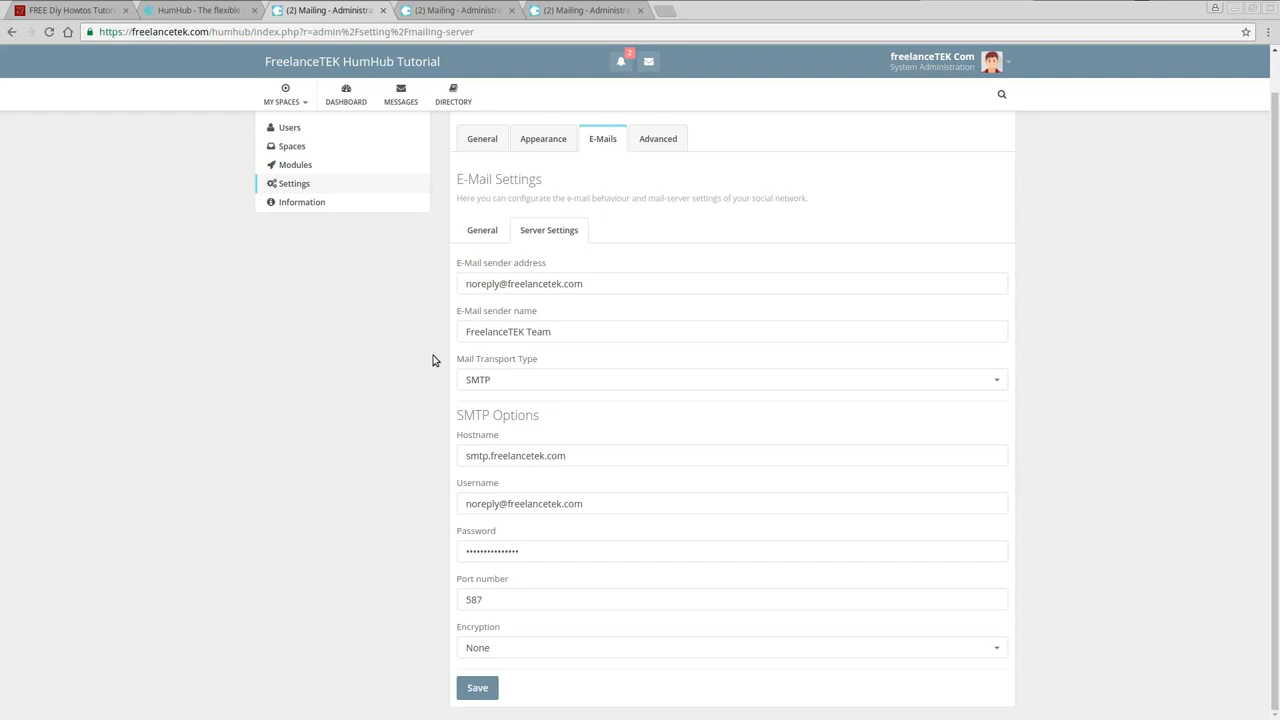 FREE Diy Howtos Tutor
HumHub - The flexible
(2) Mailing - Administra
(2) Mailing - Administra
(2) Mailing - Administra
https://freelancetek.com/humhub/index.php?r=admin%2Fsetting%2Fmailing-server
FreelanceTEK HumHub Tutorial
2
freelanceTEK Com
System Administration
MY SPACES
DASHBOARD
MESSAGES
DIRECTORY
Users
Spaces
Modules
Settings
Information
General
Appearance
E-Mails
Advanced
E-Mail Settings
Here you can configurate the e-mail behaviour and mail-server settings of your social network.
General
Server Settings
E-Mail sender address
noreply@freelancetek.com
E-Mail sender name
FreelanceTEK Team
Mail Transport Type
SMTP
SMTP Options
Hostname
smtp.freelancetek.com
Username
noreply@freelancetek.com
Password
•••••••••••••••
Port number
587
Encryption
None
Save